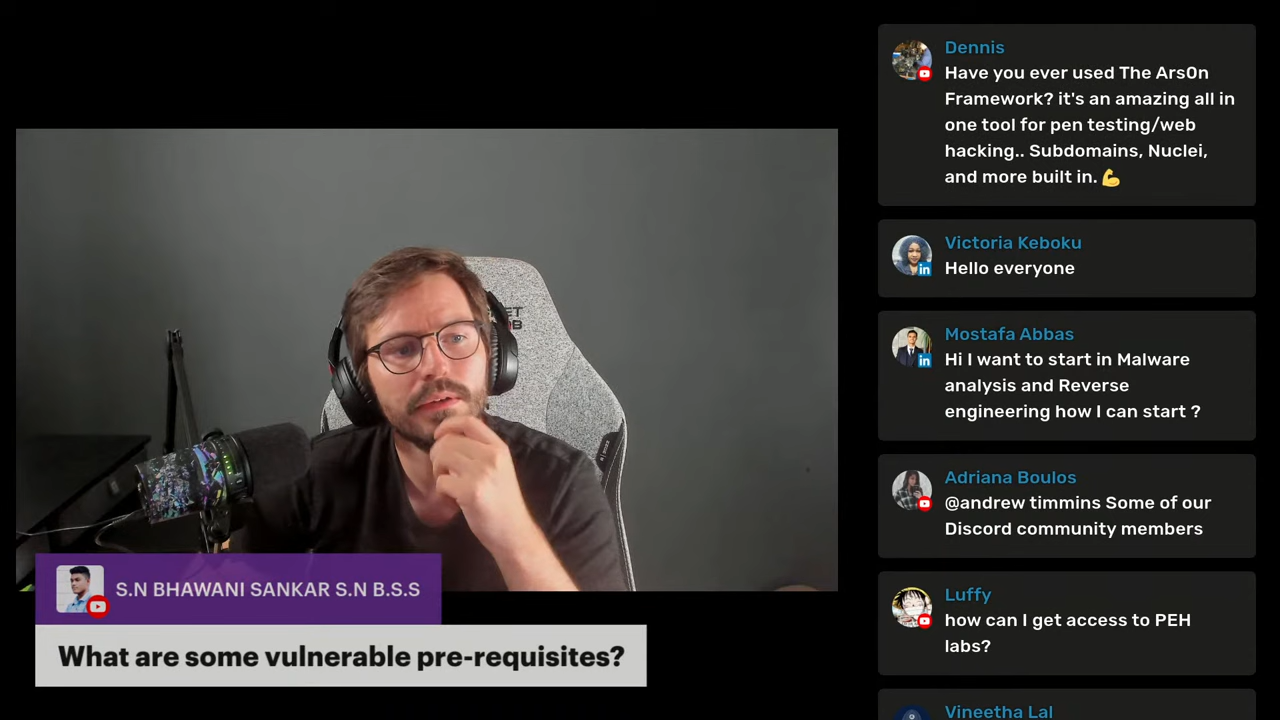 S.N BHAWANI SANKAR S.N B.S.S
What are some vulnerable pre-requisites?
Dennis
Have you ever used The Ars0n
Framework? it's an amazing all in
one tool for pen testing/web
hacking.. Subdomains, Nuclei,
and more built in. 💪
Victoria Keboku
Hello everyone
Mostafa Abbas
Hi I want to start in Malware
analysis and Reverse
engineering how I can start ?
Adriana Boulos
@andrew timmins Some of our
Discord community members
Luffy
how can I get access to PEH
labs?
Vineetha Lal